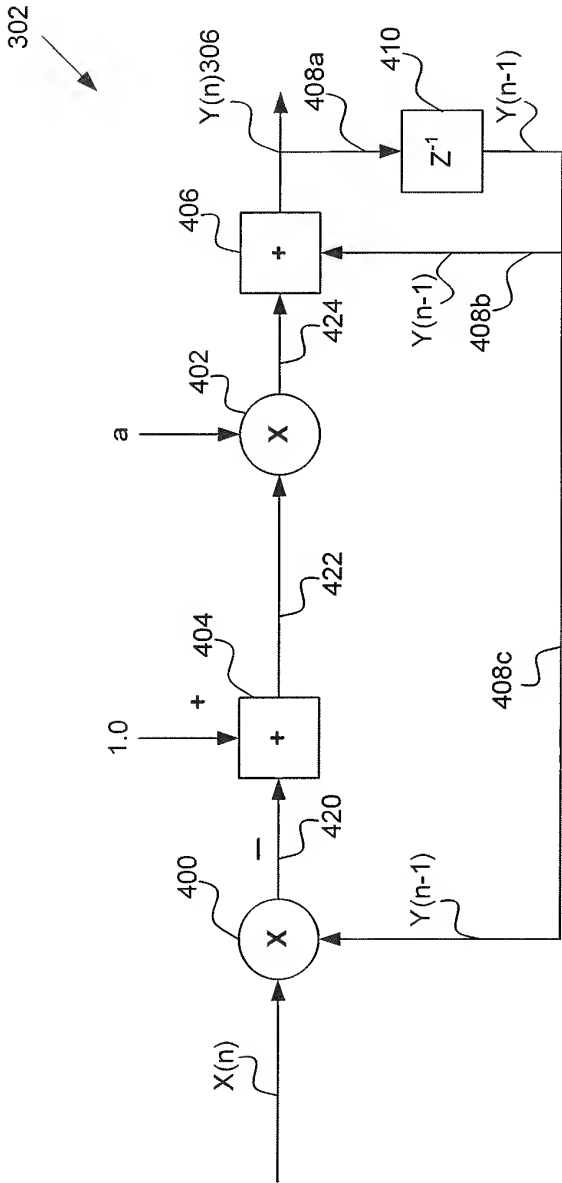 302
X(n)
400
X
Y(n-1)
−
420
1.0
+
404
+
422
408c
a
402
X
424
406
+
Y(n-1)
408b
Y(n)306
408a
410
Z-1
Y(n-1)